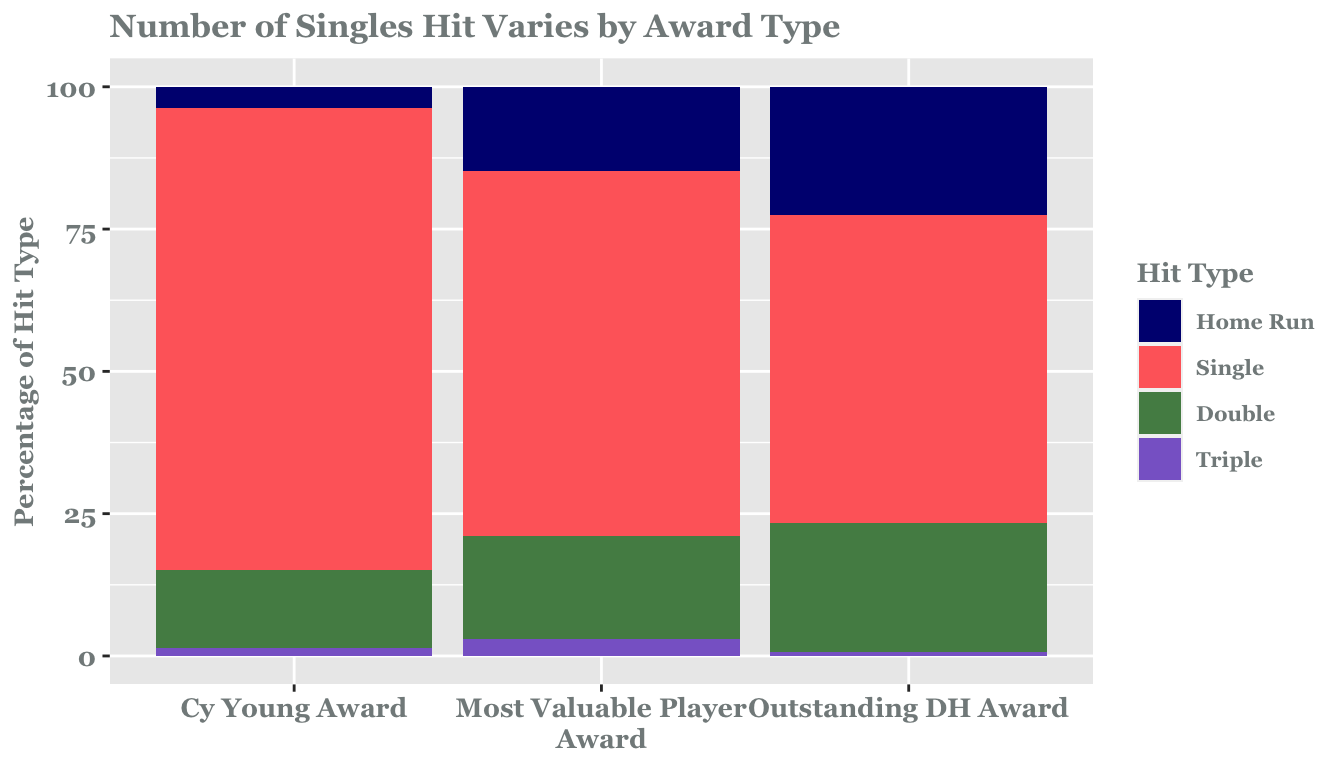 Number of Singles Hit Varies by Award Type
Percentage of Hit Type
100
75
50
25
0
Cy Young Award
Most Valuable Player
Outstanding DH Award
Award
Hit Type
Home Run
Single
Double
Triple